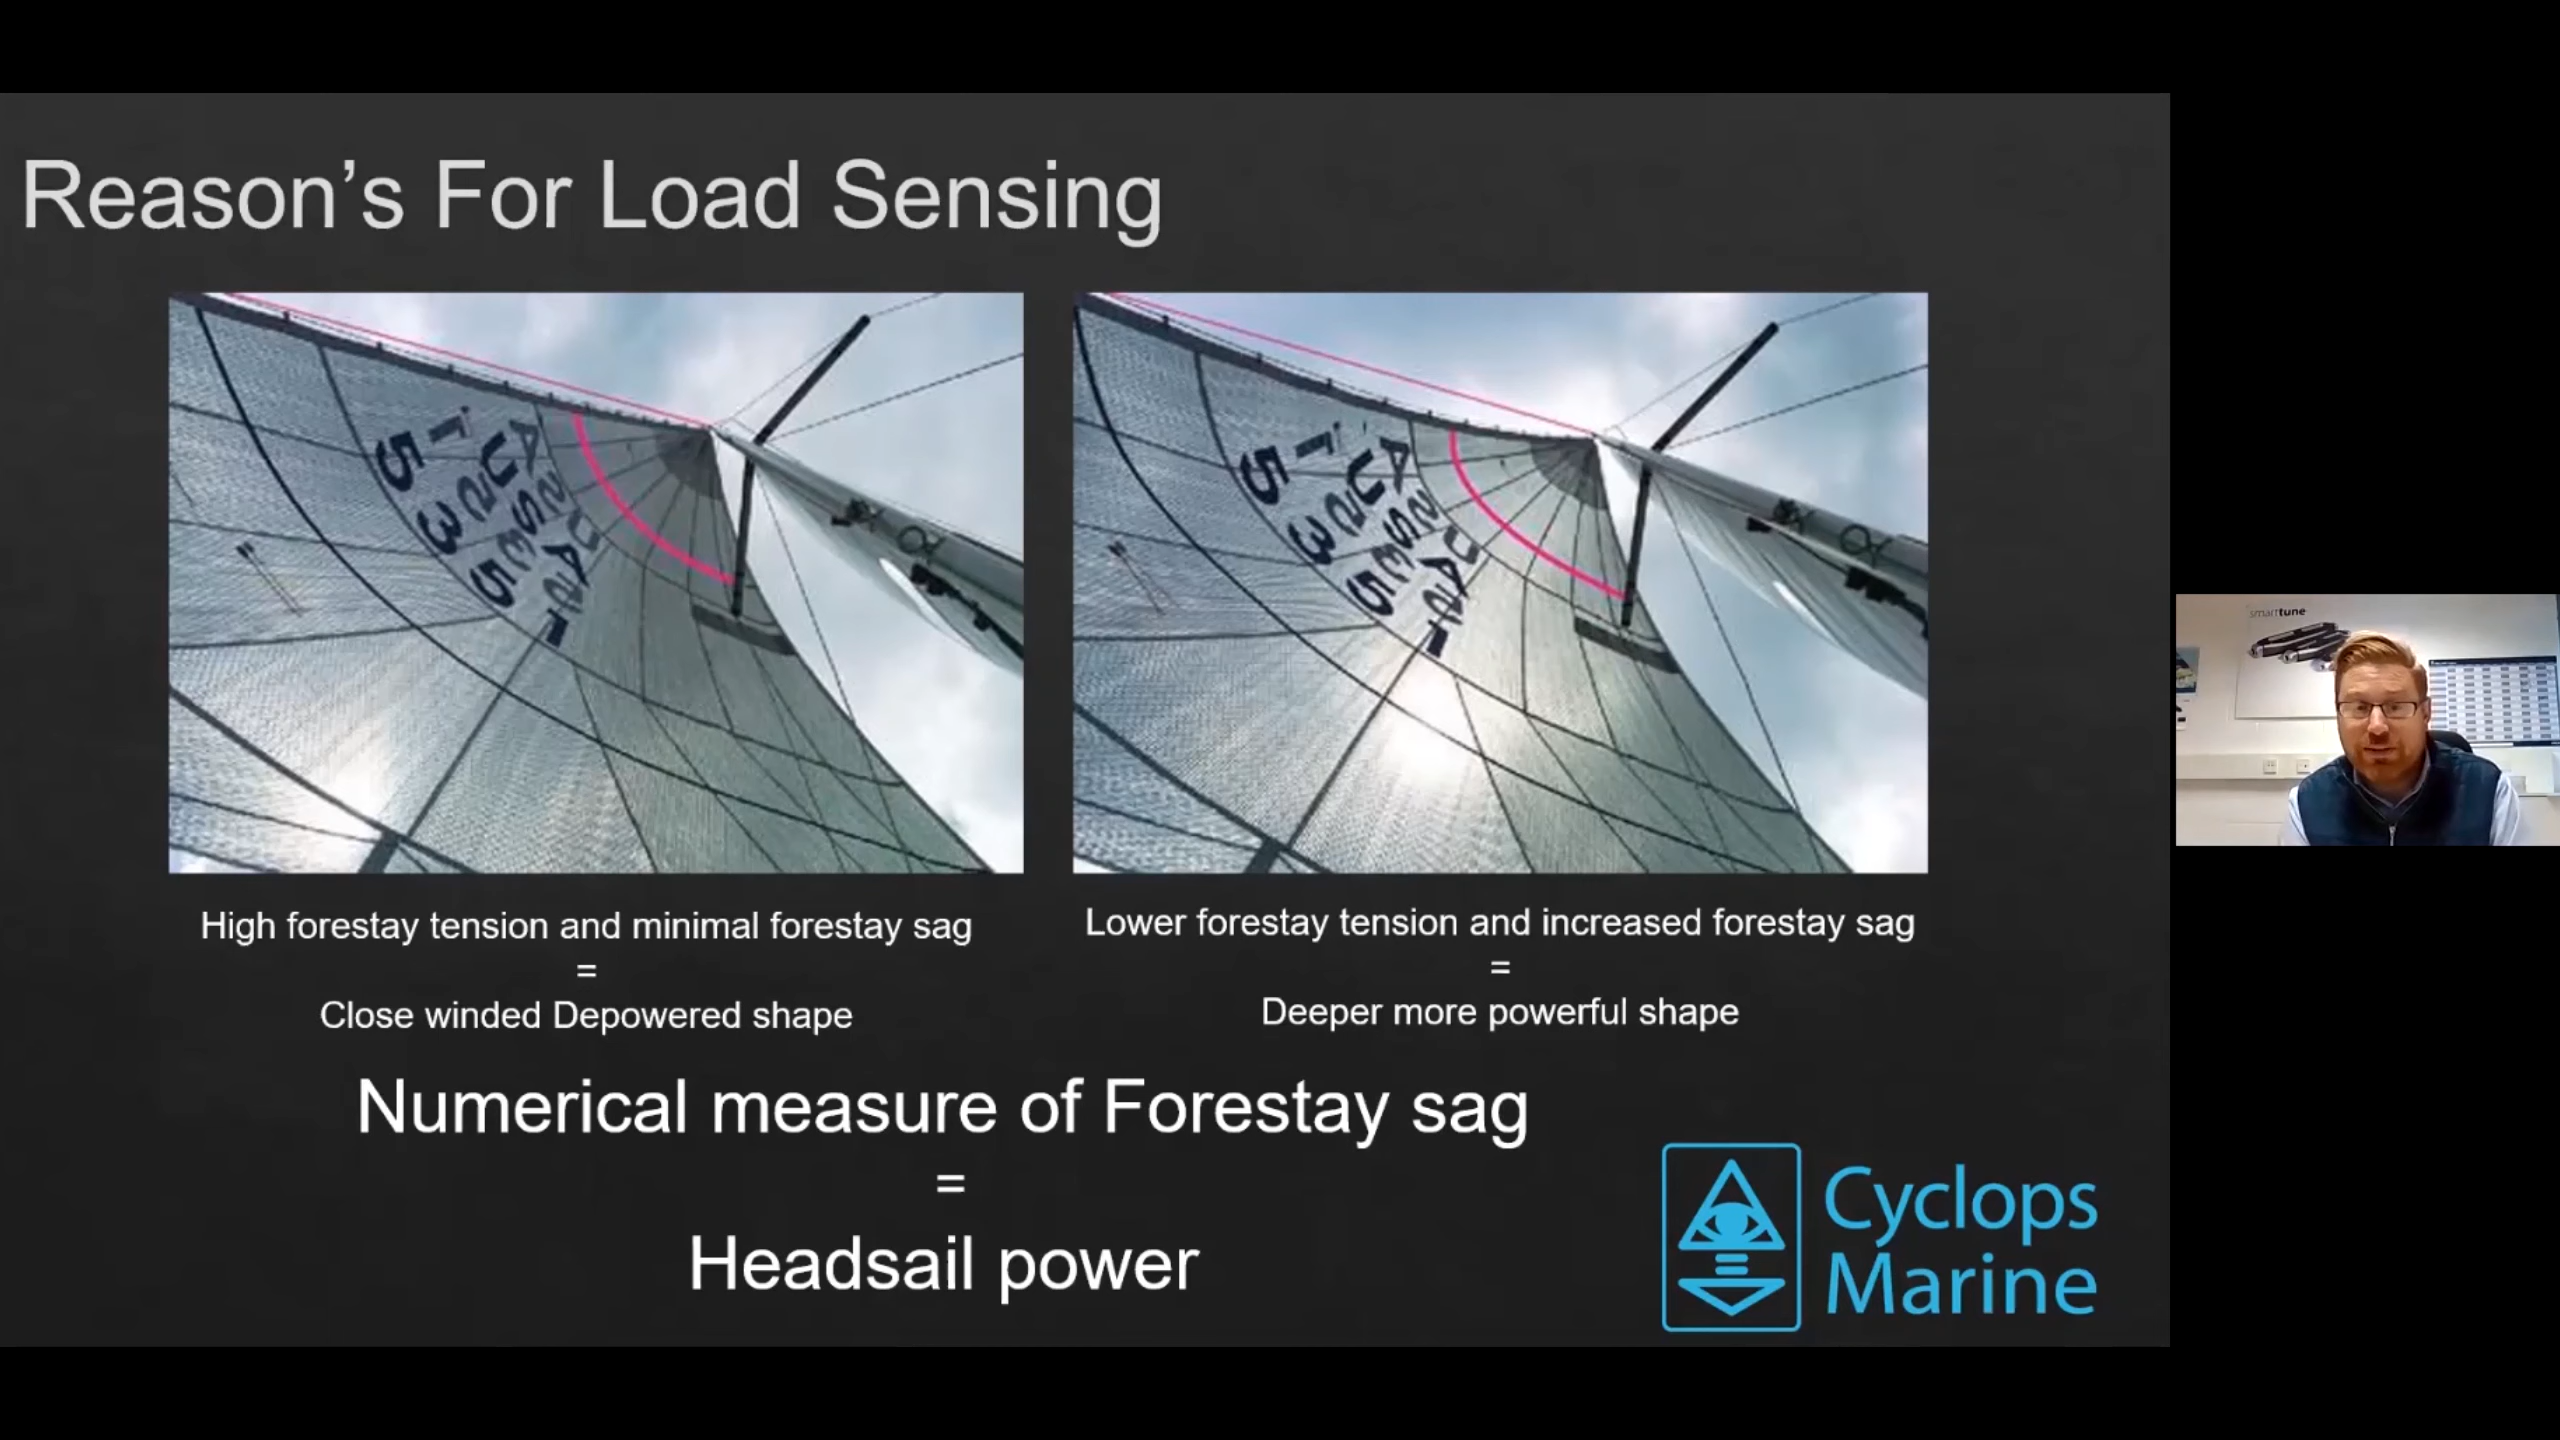 Reason's For Load Sensing
High forestay tension and minimal forestay sag
=
Close winded Depowered shape
Lower forestay tension and increased forestay sag
=
Deeper more powerful shape
Numerical measure of Forestay sag
=
Headsail power
Cyclops
Marine
smarttune